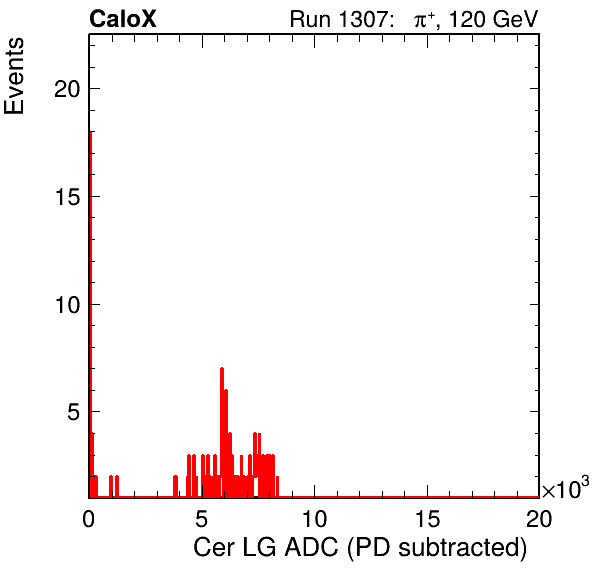 CaloX Run 1307: π⁺, 120 GeV
Events
20
15
10
5
0 5 10 15 20
×10³
Cer LG ADC (PD subtracted)